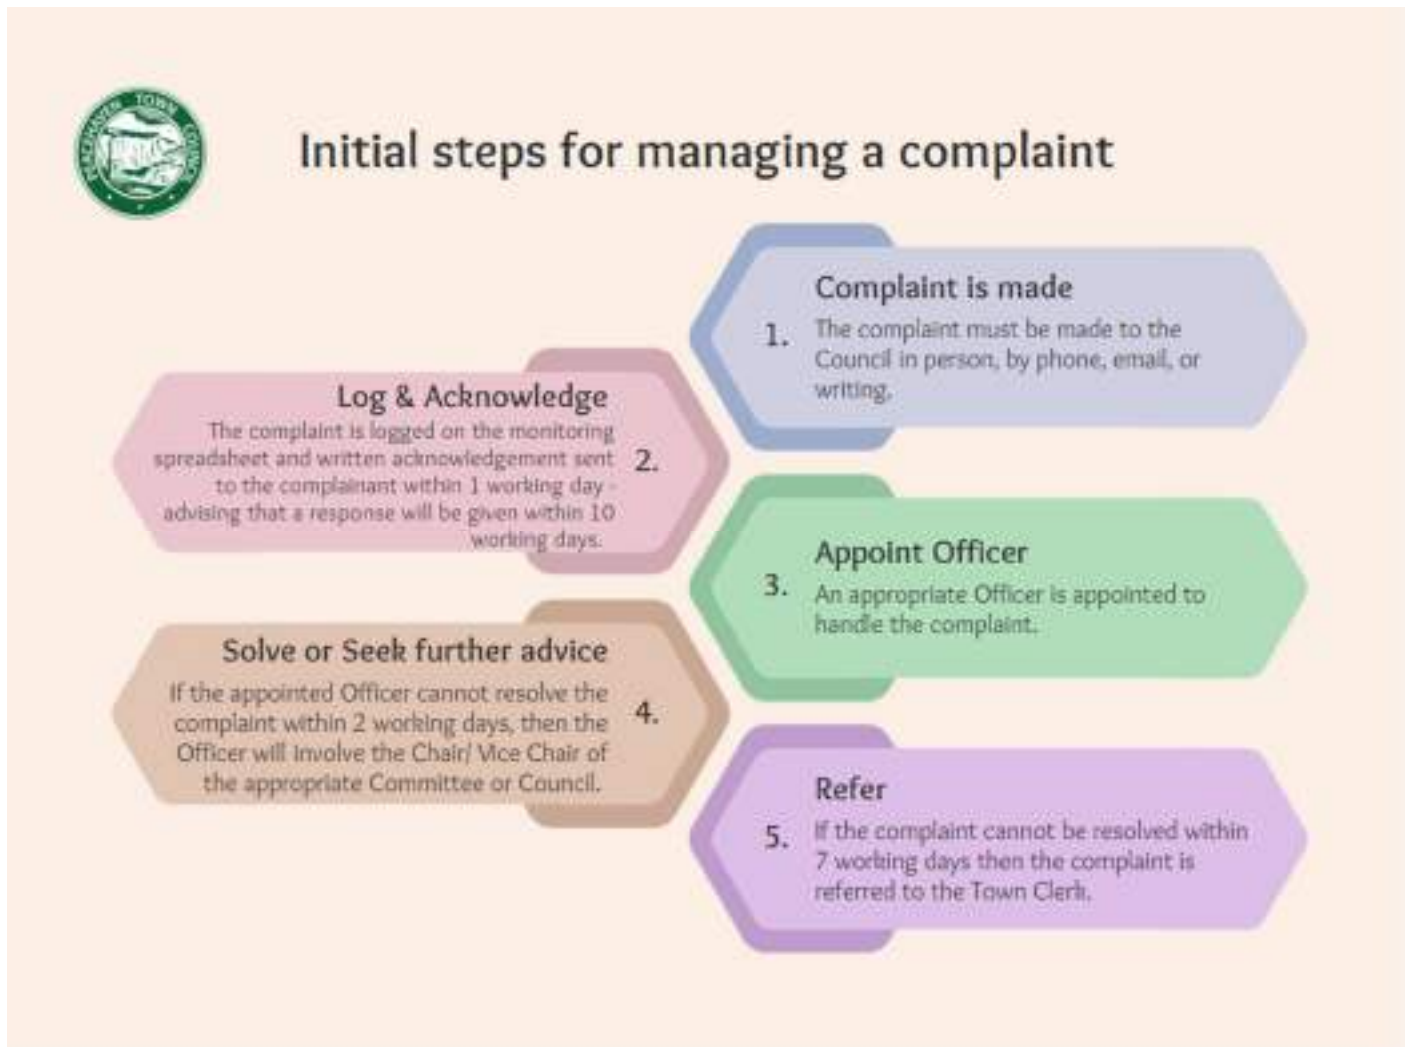 PEACEHAVEN TOWN COUNCIL
Initial steps for managing a complaint
1.
Complaint is made
The complaint must be made to the
Council in person, by phone, email, or
writing.
2.
Log & Acknowledge
The complaint is logged on the monitoring
spreadsheet and written acknowledgement sent
to the complainant within 1 working day -
advising that a response will be given within 10
working days.
3.
Appoint Officer
An appropriate Officer is appointed to
handle the complaint.
4.
Solve or Seek further advice
If the appointed Officer cannot resolve the
complaint within 2 working days, then the
Officer will involve the Chair/ Vice Chair of
the appropriate Committee or Council.
5.
Refer
If the complaint cannot be resolved within
7 working days then the complaint is
referred to the Town Clerk.